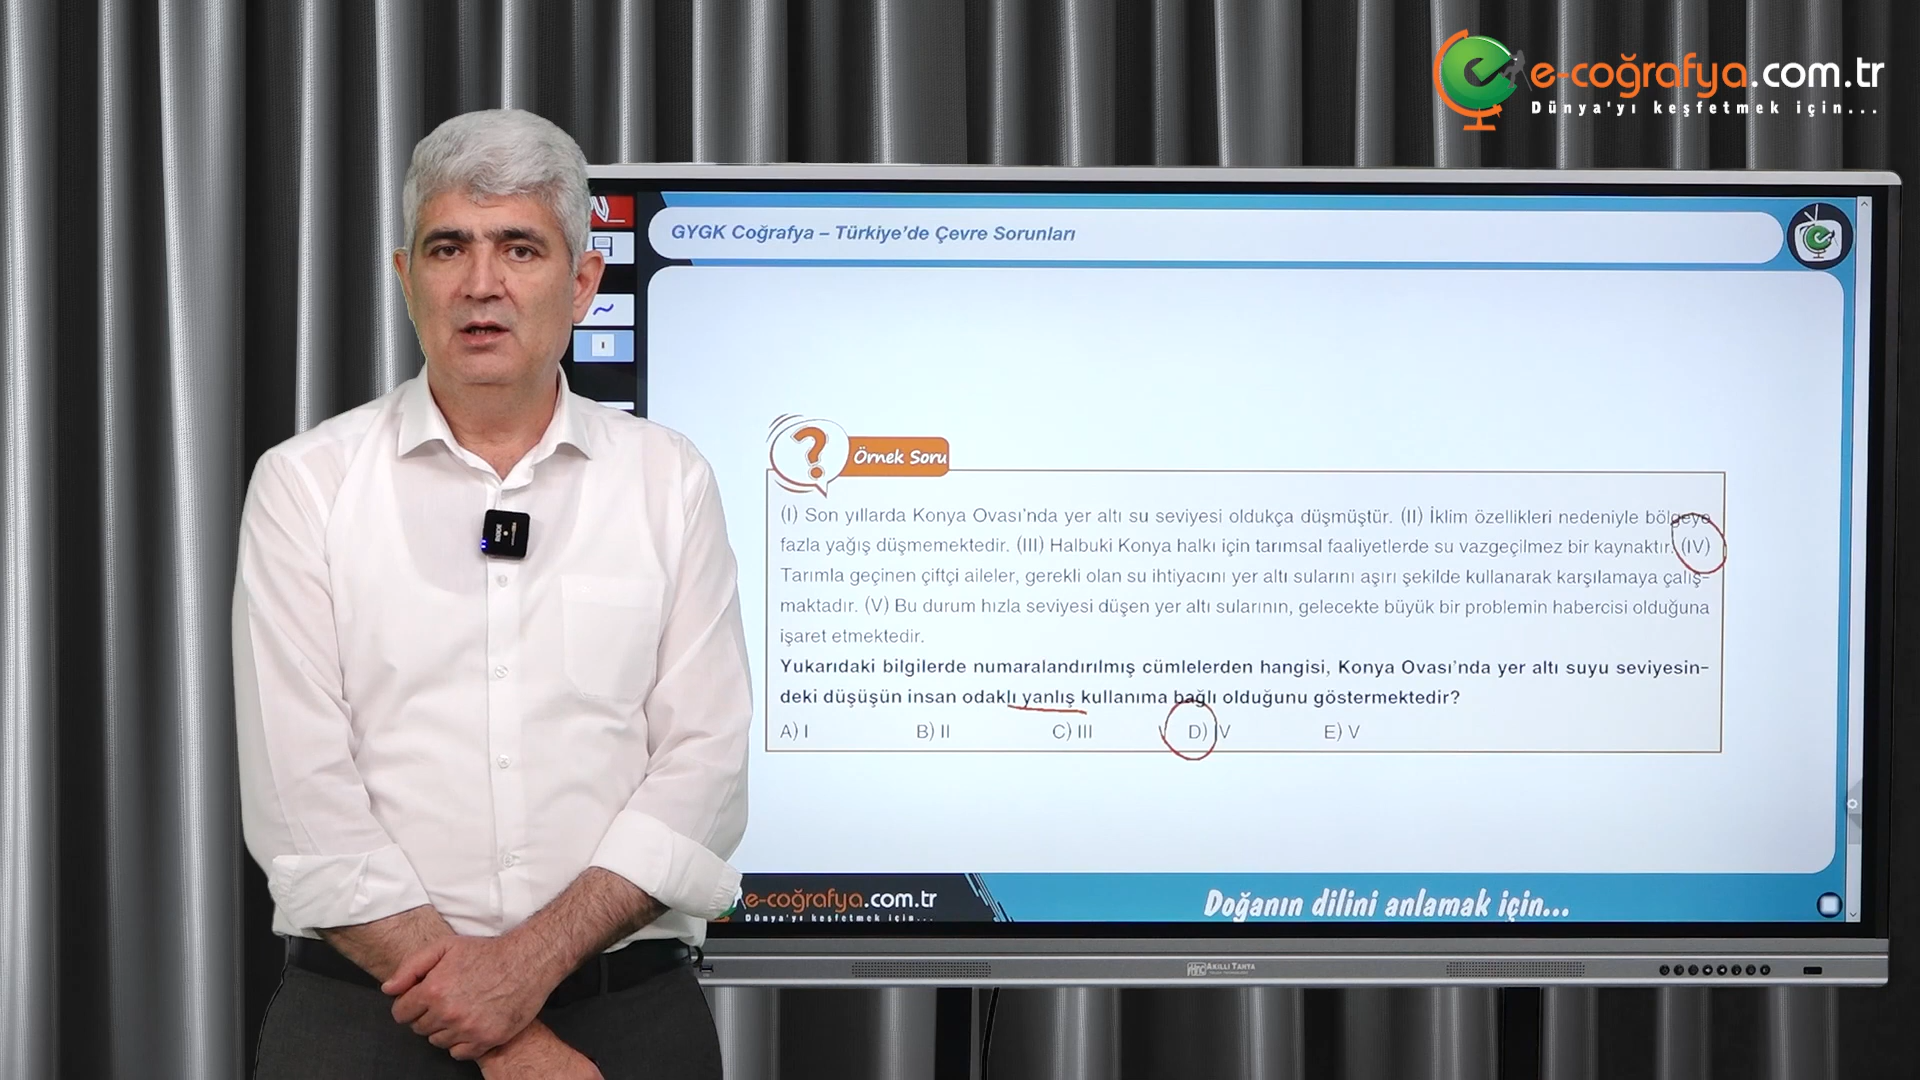 e-coğrafya.com.tr
Dünya'yı keşfetmek için...
GYGK Coğrafya – Türkiye'de Çevre Sorunları
Örnek Soru
(I) Son yıllarda Konya Ovası'nda yer altı su seviyesi oldukça düşmüştür. (II) İklim özellikleri nedeniyle bölgeye
fazla yağış düşmemektedir. (III) Halbuki Konya halkı için tarımsal faaliyetlerde su vazgeçilmez bir kaynaktır. (IV)
Tarımla geçinen çiftçi aileler, gerekli olan su ihtiyacını yer altı sularını aşırı şekilde kullanarak karşılamaya çalış-
maktadır. (V) Bu durum hızla seviyesi düşen yer altı sularının, gelecekte büyük bir problemin habercisi olduğuna
işaret etmektedir.
Yukarıdaki bilgilerde numaralandırılmış cümlelerden hangisi, Konya Ovası'nda yer altı suyu seviyesin-
deki düşüşün insan odaklı yanlış kullanıma bağlı olduğunu göstermektedir?
A) I B) II C) III D) IV E) V
e-coğrafya.com.tr
Dünya'yı keşfetmek için...
Doğanın dilini anlamak için...
AKILLI TAHTA